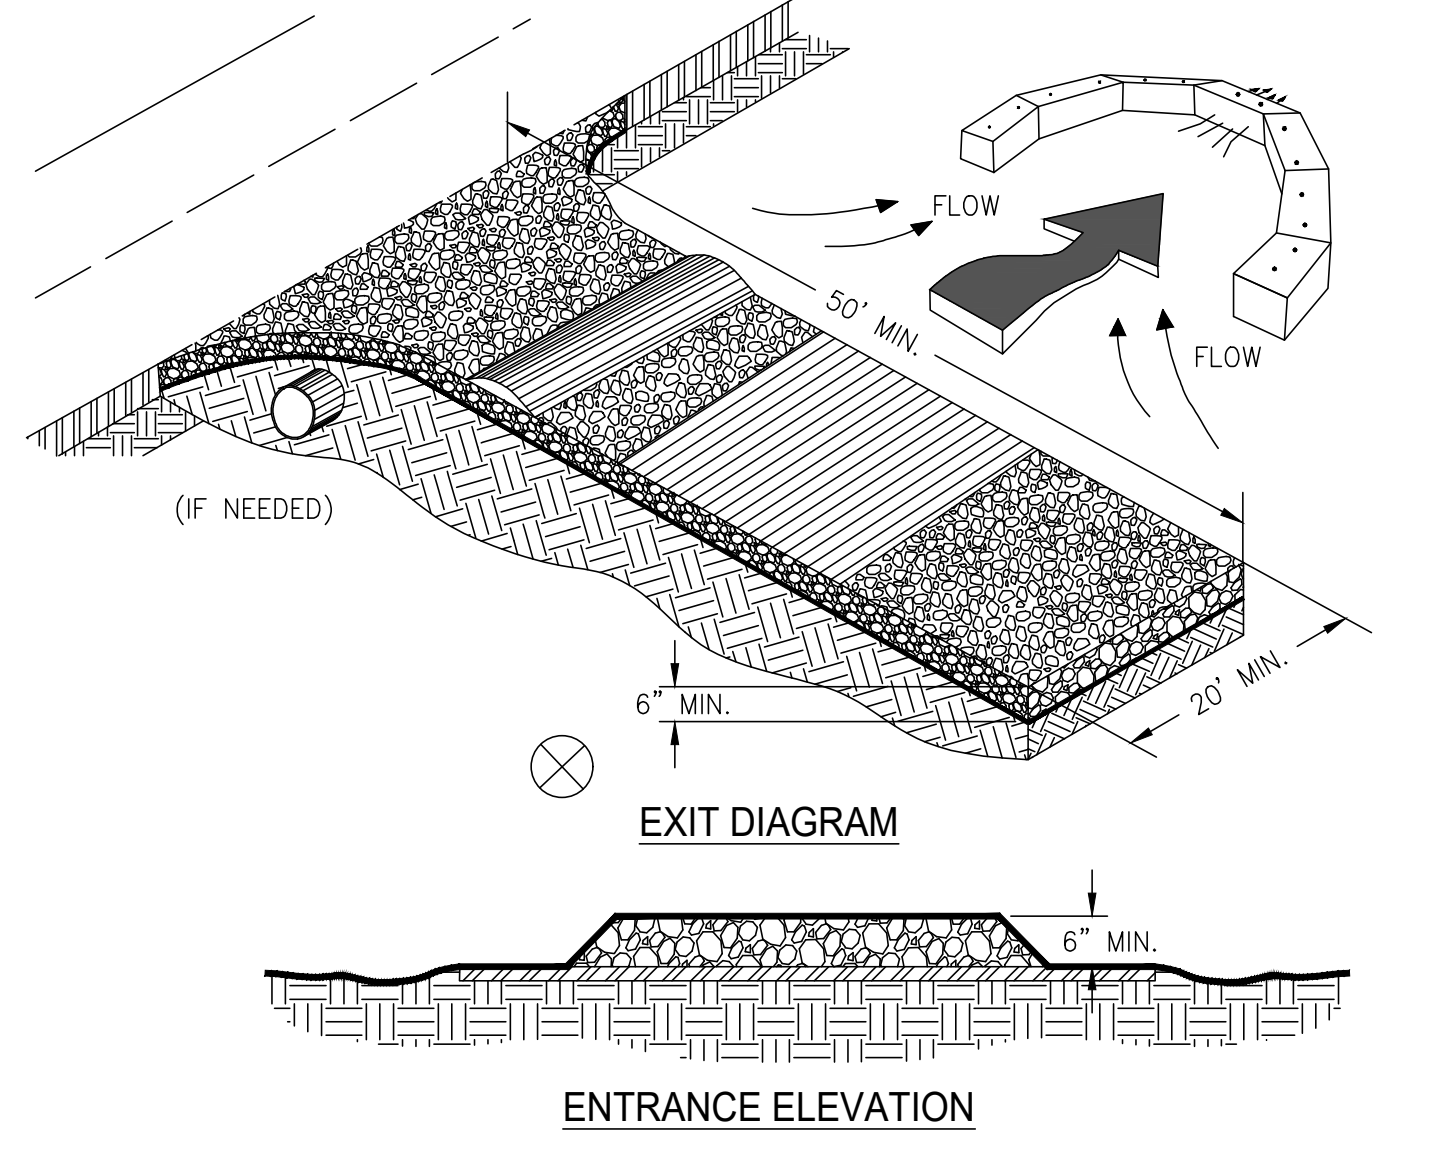 FLOW
50' MIN.
FLOW
(IF NEEDED)
6” MIN.
20' MIN.
EXIT DIAGRAM
6” MIN.
ENTRANCE ELEVATION